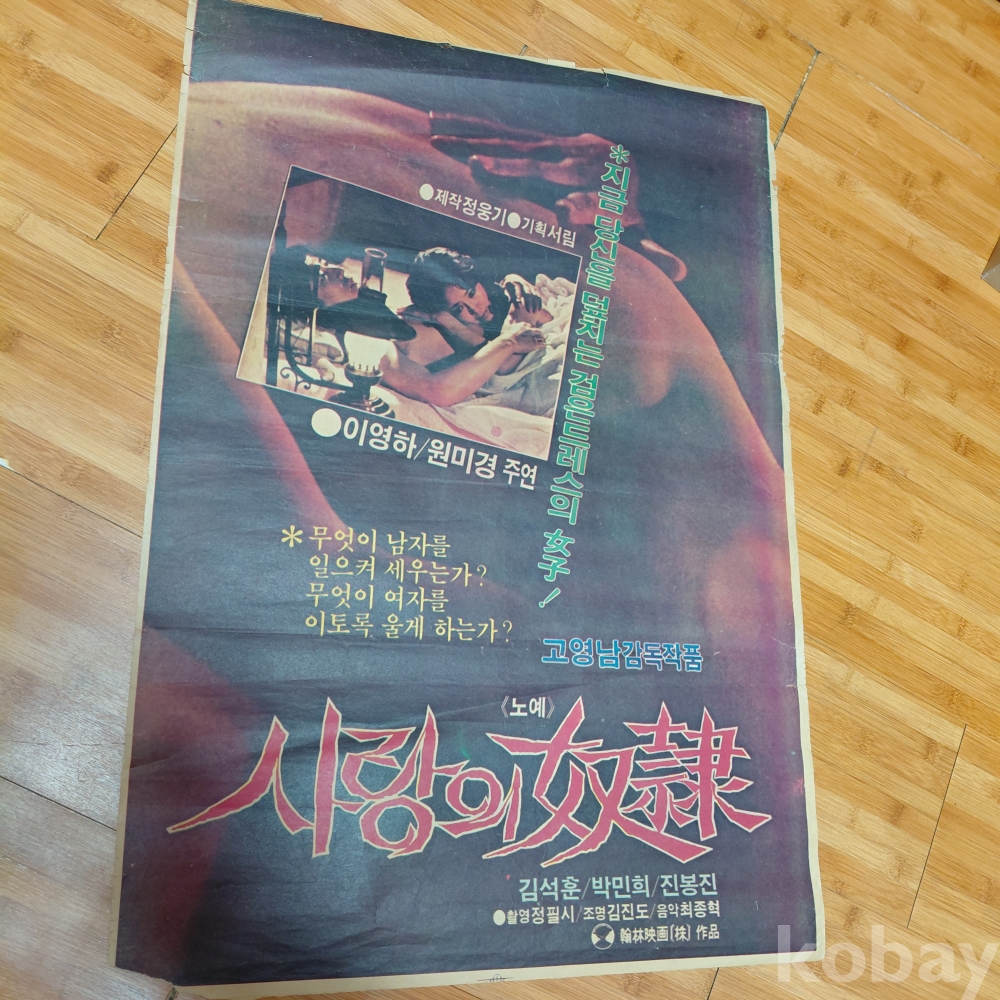 ●제작정웅기●기획서림
*지금 당신을 덮치는 검은드레스의 女子!
●이영하/원미경 주연
*무엇이 남자를
일으켜 세우는가?
무엇이 여자를
이토록 울게 하는가?
고영남감독작품
《노예》
사랑의 奴隷
김석훈/박민희/진봉진
●촬영정필시/조명김진도/음악최종혁
翰林映画(株) 作品
kobay